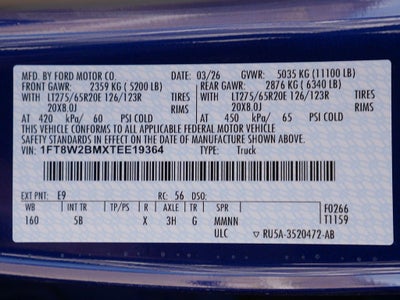 MFD. BY FORD MOTOR CO. 03/26 GVWR: 5035 KG (11100 LB)
FRONT GAWR: 2359 KG (5200 LB) REAR GAWR: 2876 KG (6340 LB)
WITH LT275/65R20E 126/123R TIRES WITH LT275/65R20E 126/123R TIRES
20X8.0J RIMS 20X8.0J RIMS
AT 420 kPa/ 60 PSI COLD AT 450 kPa/ 65 PSI COLD
THIS VEHICLE CONFORMS TO ALL APPLICABLE FEDERAL MOTOR VEHICLE
SAFETY STANDARDS IN EFFECT ON THE DATE OF MANUFACTURE SHOWN ABOVE.
VIN: 1FT8W2BMXTEE19364 TYPE: Truck
EXT PNT: E9 RC: 56 DSO:
WB INT TR TP/PS R AXLE TR SPR F0266
160 5B X 3H G MMNN T1159
ULC ▽ RU5A-3520472-AB